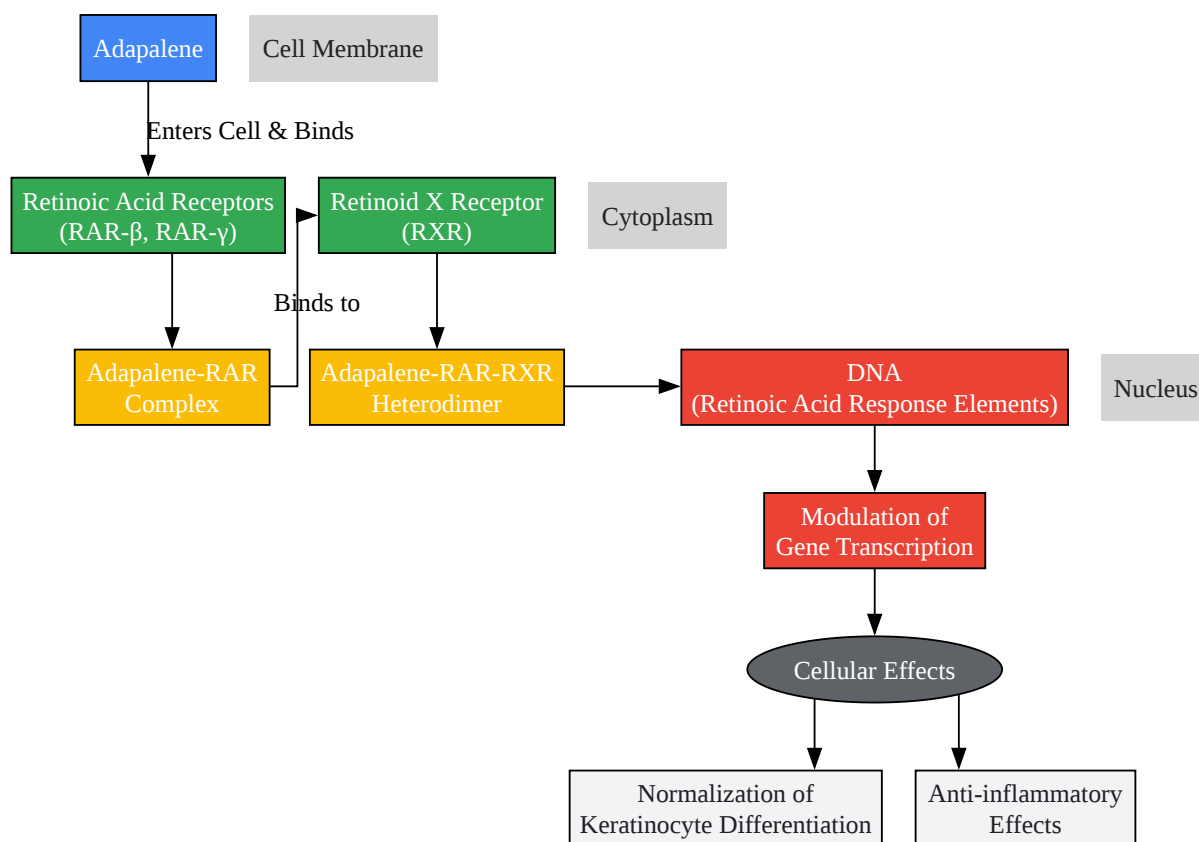 Adapalene
Cell Membrane
Enters Cell & Binds
Retinoic Acid Receptors
(RAR-β, RAR-γ)
Retinoid X Receptor
(RXR)
Cytoplasm
Binds to
Adapalene-RAR
Complex
Adapalene-RAR-RXR
Heterodimer
DNA
(Retinoic Acid Response Elements)
Nucleus
Modulation of
Gene Transcription
Cellular Effects
Normalization of
Keratinocyte Differentiation
Anti-inflammatory
Effects